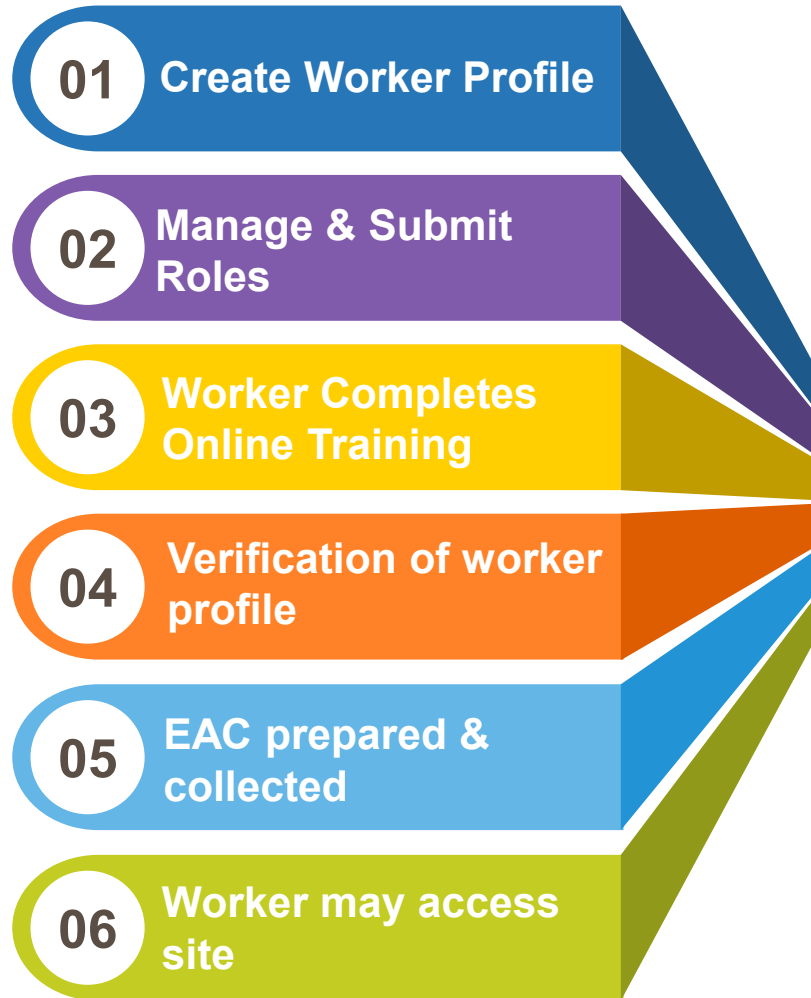 01
Create Worker Profile
02
Manage & Submit
Roles
03
Worker Completes
Online Training
04
Verification of worker
profile
05
EAC prepared &
collected
06
Worker may access
site